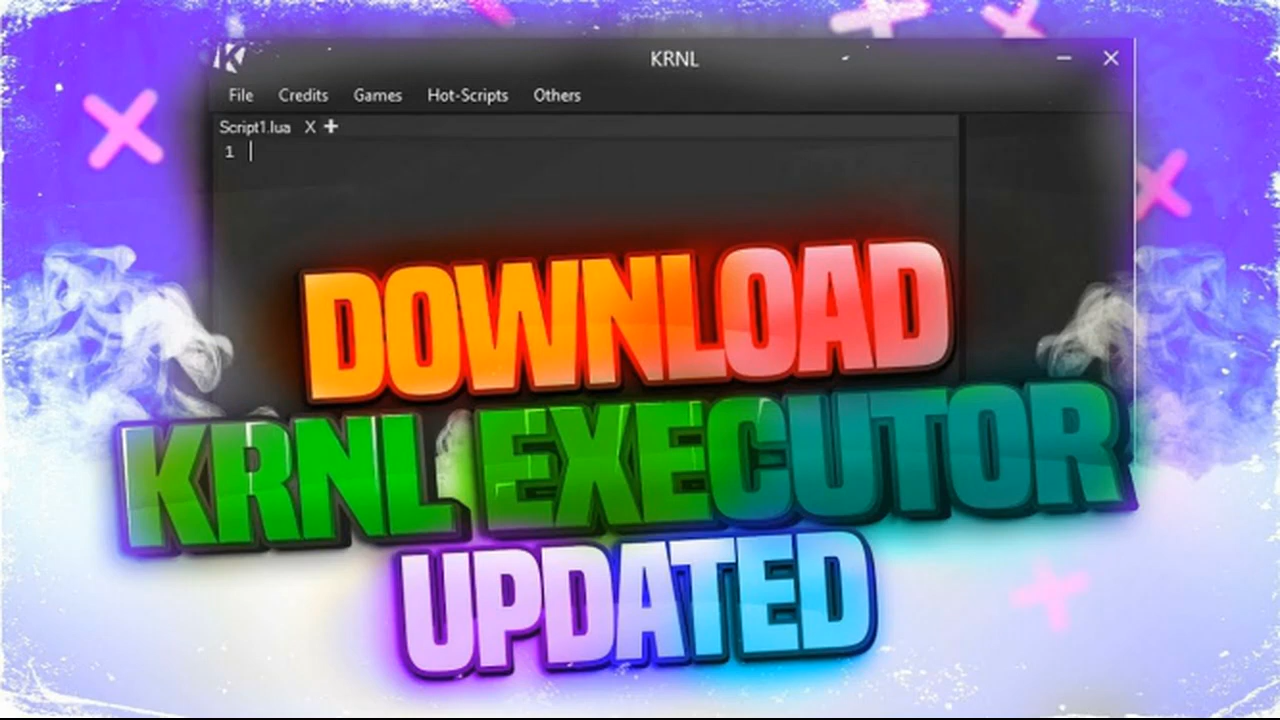 KRNL
File Credits Games Hot-Scripts Others
Script1.lua X +
1
DOWNLOAD
KRNL EXECUTOR
UPDATED